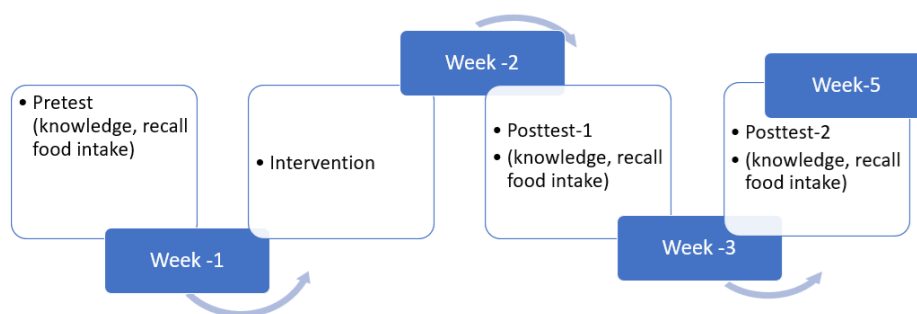 • Pretest
(knowledge, recall
food intake)
Week -1
• Intervention
Week -2
• Posttest-1
• (knowledge, recall
food intake)
Week -3
Week-5
• Posttest-2
• (knowledge, recall
food intake)